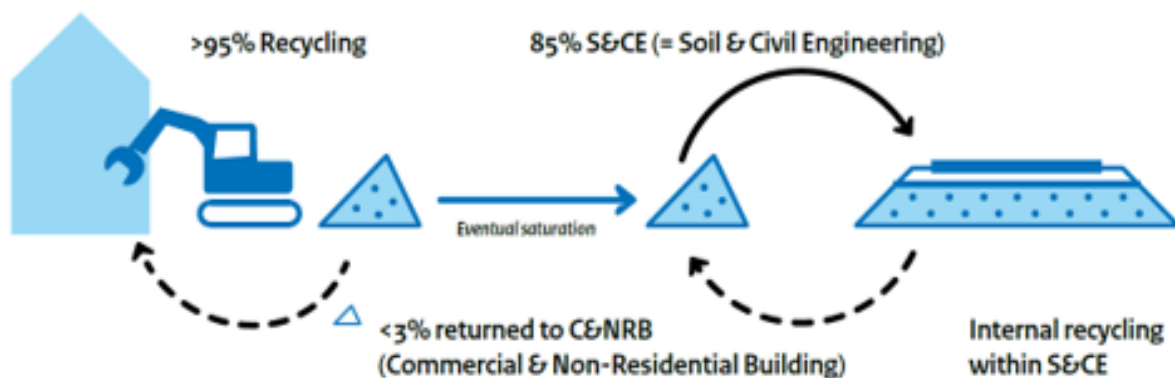 >95% Recycling
85% S&CE (= Soil & Civil Engineering)
Eventual saturation
<3% returned to C&NRB
(Commercial & Non-Residential Building)
Internal recycling
within S&CE